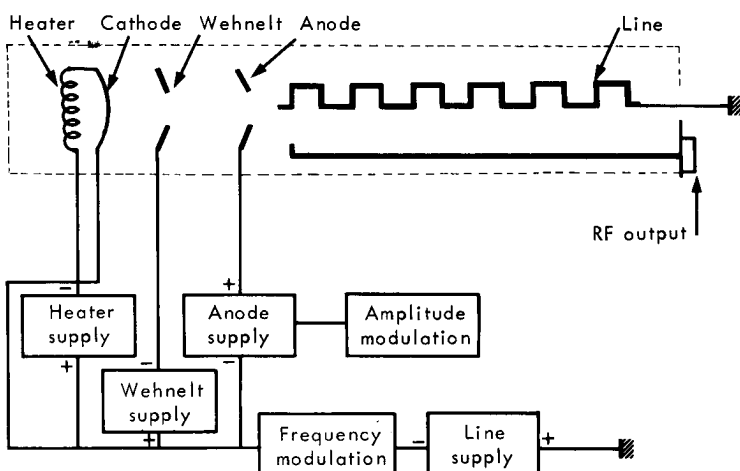 Heater Cathode Wehnelt Anode Line
RF output
- +
Heater
supply
+
Anode
supply
-
Amplitude
modulation
-
Wehnelt
supply
+
Frequency
modulation
-
Line
supply
+